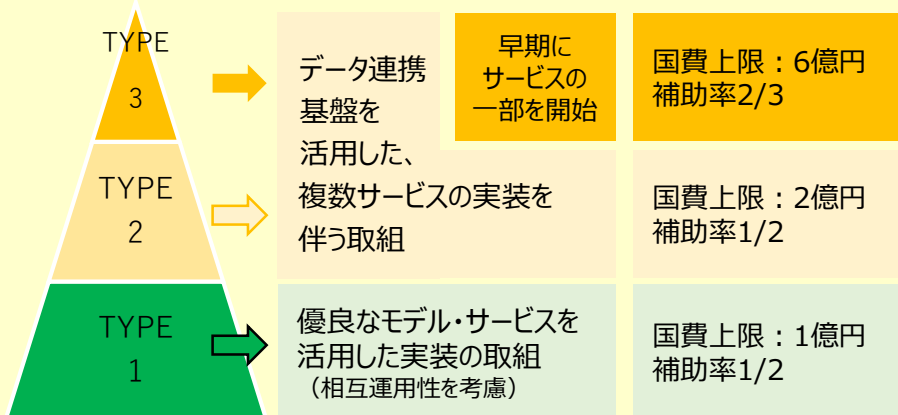 TYPE
3
データ連携
基盤を
活用した、
複数サービスの実装を
伴う取組
早期に
サービスの
一部を開始
国費上限：6億円
補助率2/3
TYPE
2
国費上限：2億円
補助率1/2
TYPE
1
優良なモデル・サービスを
活用した実装の取組
（相互運用性を考慮）
国費上限：1億円
補助率1/2